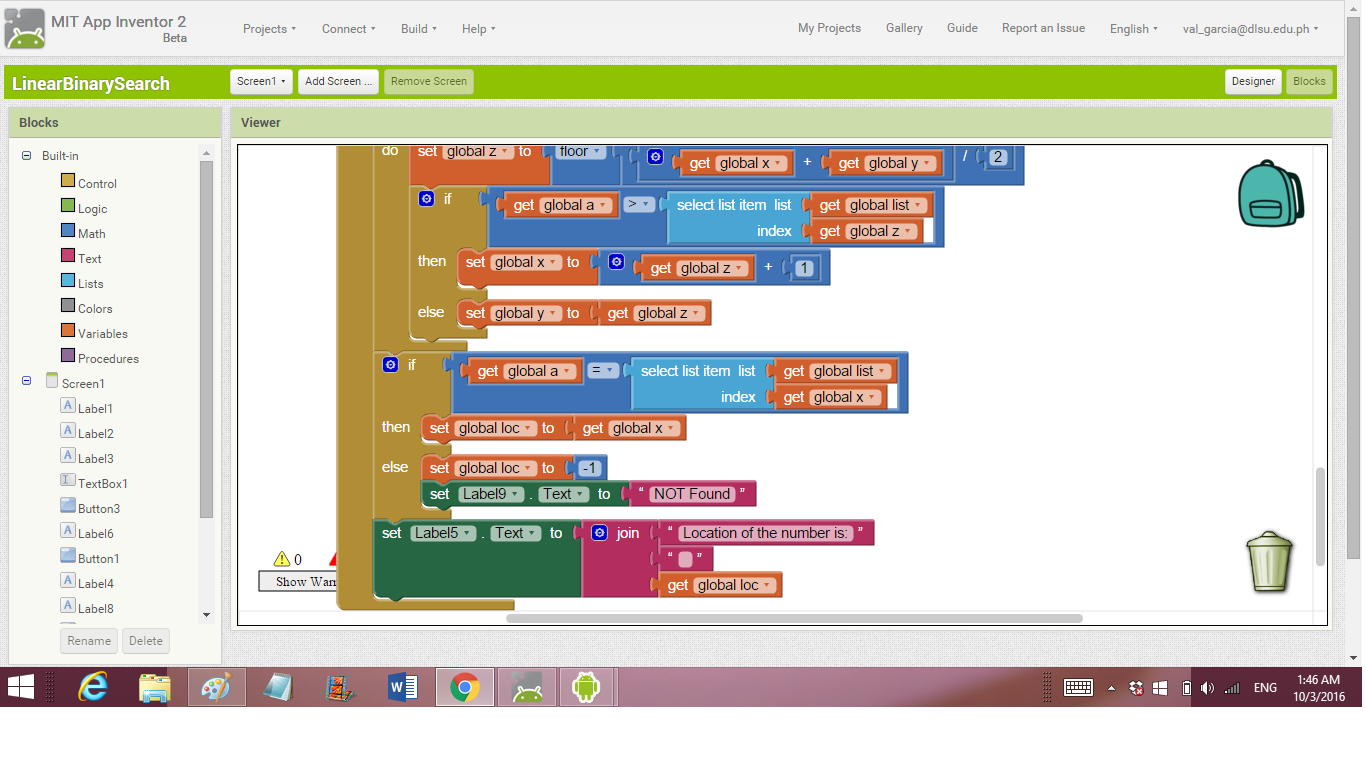 MIT App Inventor 2
Beta
Projects Connect Build Help
My Projects Gallery Guide Report an Issue English val_garcia@dlsu.edu.ph
LinearBinarySearch
Screen1 Add Screen ... Remove Screen
Designer Blocks
Blocks
Viewer
Built-in
Control
Logic
Math
Text
Lists
Colors
Variables
Procedures
Screen1
Label1
Label2
Label3
TextBox1
Button3
Label6
Button1
Label4
Label8
Rename Delete
do set global z to floor get global x + get global y / 2
if get global a > select list item list get global list
index get global z
then set global x to get global z + 1
else set global y to get global z
if get global a = select list item list get global list
index get global x
then set global loc to get global x
else set global loc to -1
set Label9 . Text to “ NOT Found ”
set Label5 . Text to join “ Location of the number is: ”
“ ”
get global loc
0
Show Warn
ENG
1:46 AM
10/3/2016